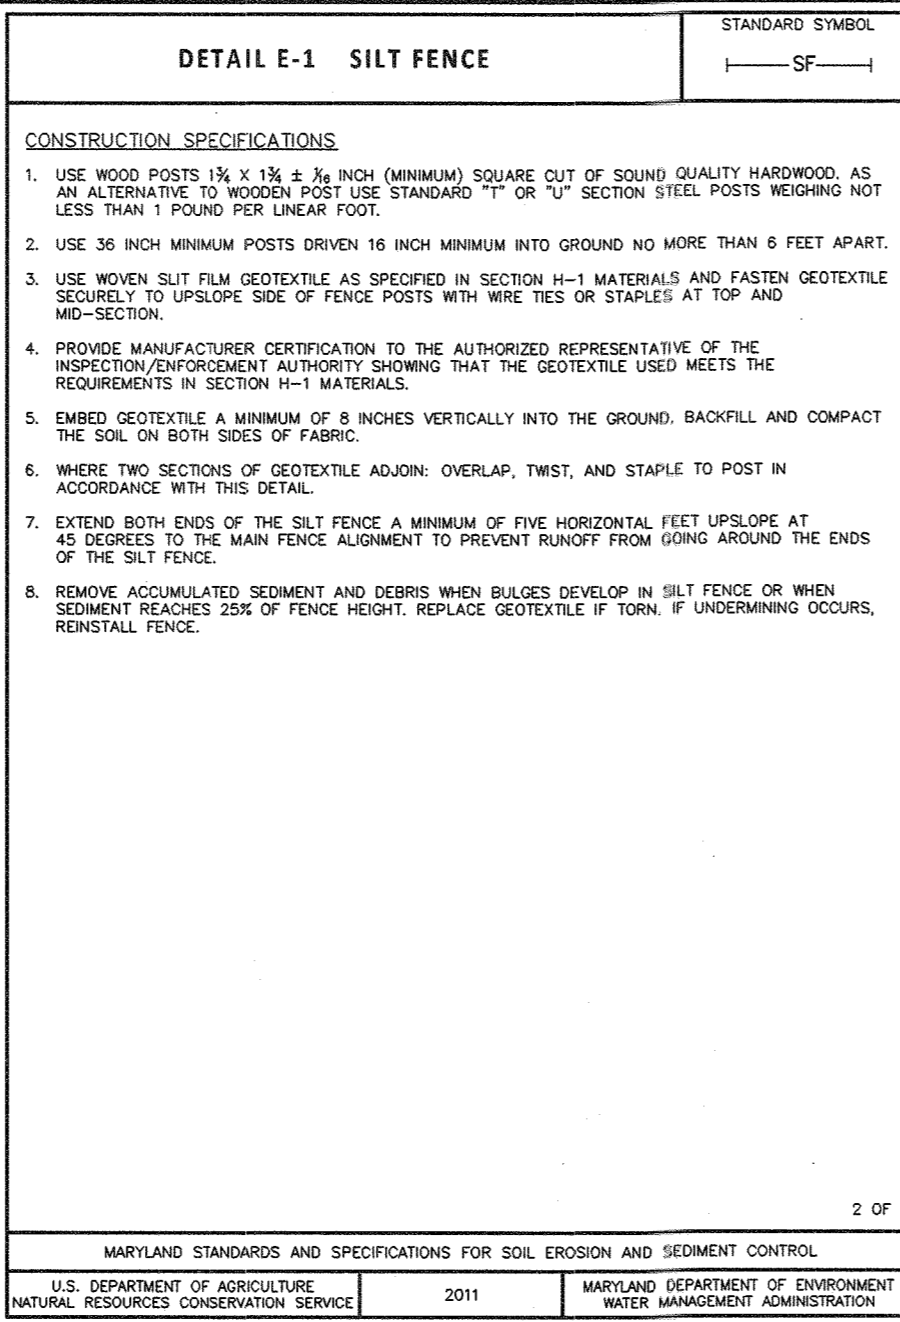 DETAIL E-1 SILT FENCE
STANDARD SYMBOL
SF
CONSTRUCTION SPECIFICATIONS
1. USE WOOD POSTS 1¾ X 1¾ ± 1/16 INCH (MINIMUM) SQUARE CUT OF SOUND QUALITY HARDWOOD. AS
AN ALTERNATIVE TO WOODEN POST USE STANDARD "T" OR "U" SECTION STEEL POSTS WEIGHING NOT
LESS THAN 1 POUND PER LINEAR FOOT.
2. USE 36 INCH MINIMUM POSTS DRIVEN 16 INCH MINIMUM INTO GROUND NO MORE THAN 6 FEET APART.
3. USE WOVEN SLIT FILM GEOTEXTILE AS SPECIFIED IN SECTION H-1 MATERIALS AND FASTEN GEOTEXTILE
SECURELY TO UPSLOPE SIDE OF FENCE POSTS WITH WIRE TIES OR STAPLES AT TOP AND
MID-SECTION.
4. PROVIDE MANUFACTURER CERTIFICATION TO THE AUTHORIZED REPRESENTATIVE OF THE
INSPECTION/ENFORCEMENT AUTHORITY SHOWING THAT THE GEOTEXTILE USED MEETS THE
REQUIREMENTS IN SECTION H-1 MATERIALS.
5. EMBED GEOTEXTILE A MINIMUM OF 8 INCHES VERTICALLY INTO THE GROUND. BACKFILL AND COMPACT
THE SOIL ON BOTH SIDES OF FABRIC.
6. WHERE TWO SECTIONS OF GEOTEXTILE ADJOIN: OVERLAP, TWIST, AND STAPLE TO POST IN
ACCORDANCE WITH THIS DETAIL.
7. EXTEND BOTH ENDS OF THE SILT FENCE A MINIMUM OF FIVE HORIZONTAL FEET UPSLOPE AT
45 DEGREES TO THE MAIN FENCE ALIGNMENT TO PREVENT RUNOFF FROM GOING AROUND THE ENDS
OF THE SILT FENCE.
8. REMOVE ACCUMULATED SEDIMENT AND DEBRIS WHEN BULGES DEVELOP IN SILT FENCE OR WHEN
SEDIMENT REACHES 25% OF FENCE HEIGHT. REPLACE GEOTEXTILE IF TORN. IF UNDERMINING OCCURS,
REINSTALL FENCE.
2 OF
MARYLAND STANDARDS AND SPECIFICATIONS FOR SOIL EROSION AND SEDIMENT CONTROL
U.S. DEPARTMENT OF AGRICULTURE
NATURAL RESOURCES CONSERVATION SERVICE
2011
MARYLAND DEPARTMENT OF ENVIRONMENT
WATER MANAGEMENT ADMINISTRATION